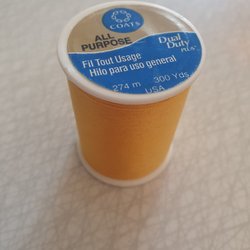 COATS
ALL
PURPOSE
Dual
Duty
PLUS
Fil Tout Usage
Hilo para uso general
274 m 300 Yds
USA